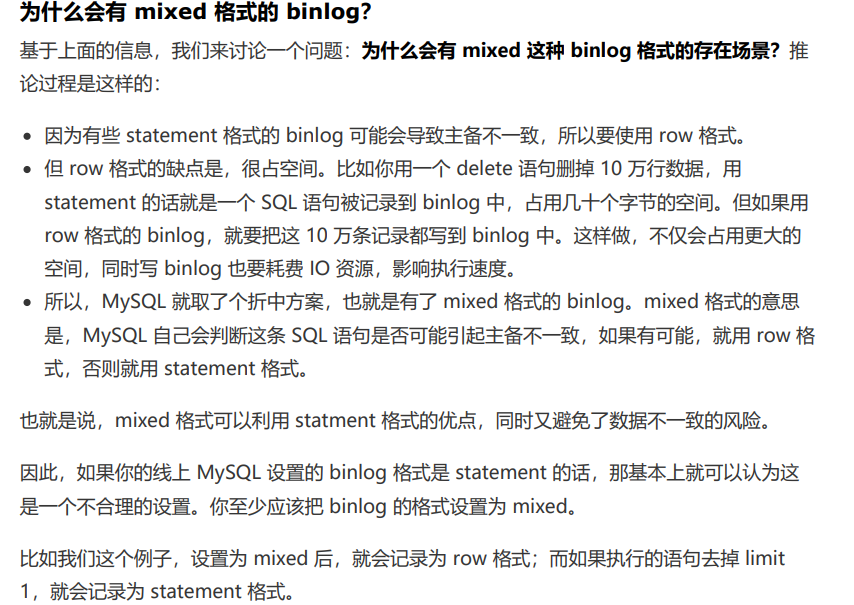 为什么会有 mixed 格式的 binlog？
基于上面的信息，我们来讨论一个问题：为什么会有 mixed 这种 binlog 格式的存在场景？推
论过程是这样的：
• 因为有些 statement 格式的 binlog 可能会导致主备不一致，所以要使用 row 格式。
• 但 row 格式的缺点是，很占空间。比如你用一个 delete 语句删掉 10 万行数据，用
statement 的话就是一个 SQL 语句被记录到 binlog 中，占用几十个字节的空间。但如果用
row 格式的 binlog，就要把这 10 万条记录都写到 binlog 中。这样做，不仅会占用更大的
空间，同时写 binlog 也要耗费 IO 资源，影响执行速度。
• 所以，MySQL 就取了个折中方案，也就是有了 mixed 格式的 binlog。mixed 格式的意思
是，MySQL 自己会判断这条 SQL 语句是否可能引起主备不一致，如果有可能，就用 row 格
式，否则就用 statement 格式。
也就是说，mixed 格式可以利用 statment 格式的优点，同时又避免了数据不一致的风险。
因此，如果你的线上 MySQL 设置的 binlog 格式是 statement 的话，那基本上就可以认为这
是一个不合理的设置。你至少应该把 binlog 的格式设置为 mixed。
比如我们这个例子，设置为 mixed 后，就会记录为 row 格式；而如果执行的语句去掉 limit
1，就会记录为 statement 格式。